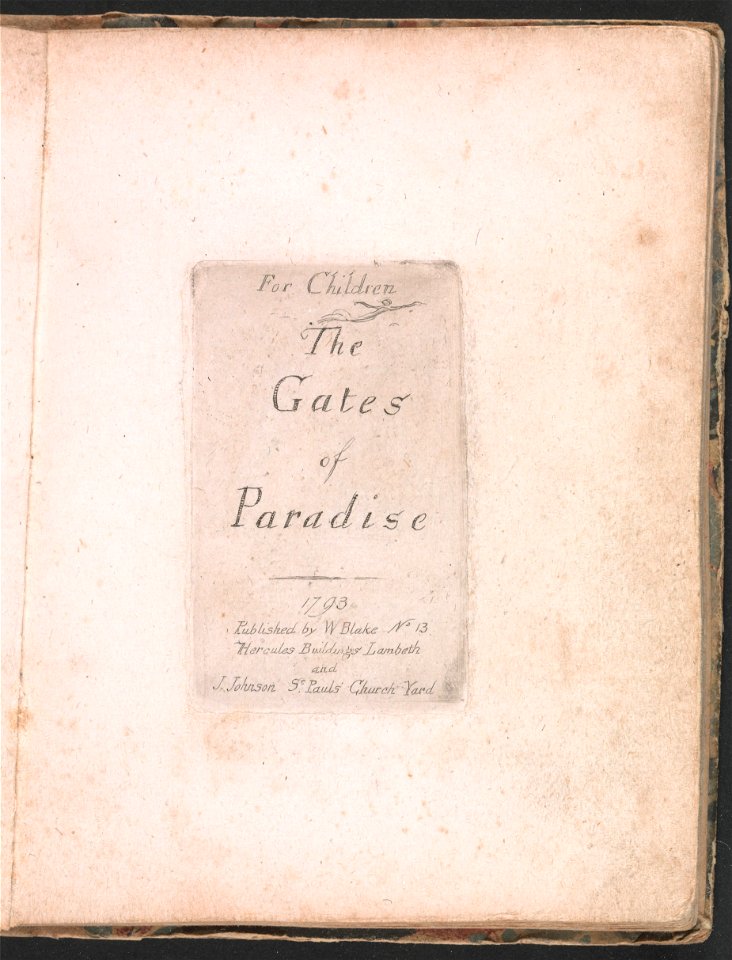 For Children
The
Gates
of
Paradise
1793
Published by W Blake No 13
Hercules Buildings Lambeth
and
J. Johnson St Pauls Church Yard